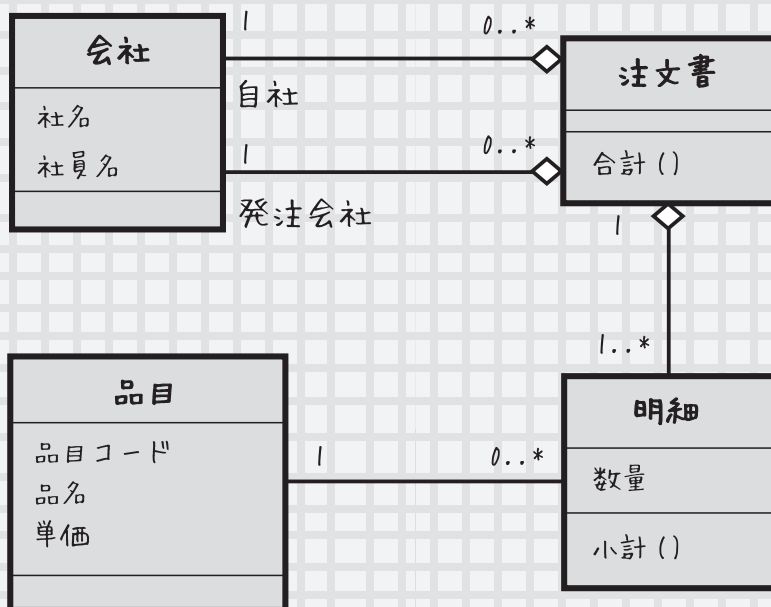 会社
社名
社員名
1
0..*
自社
1
0..*
発注会社
注文書
合計()
1
1..*
品目
品目コード
品名
単価
1
0..*
明細
数量
小計()